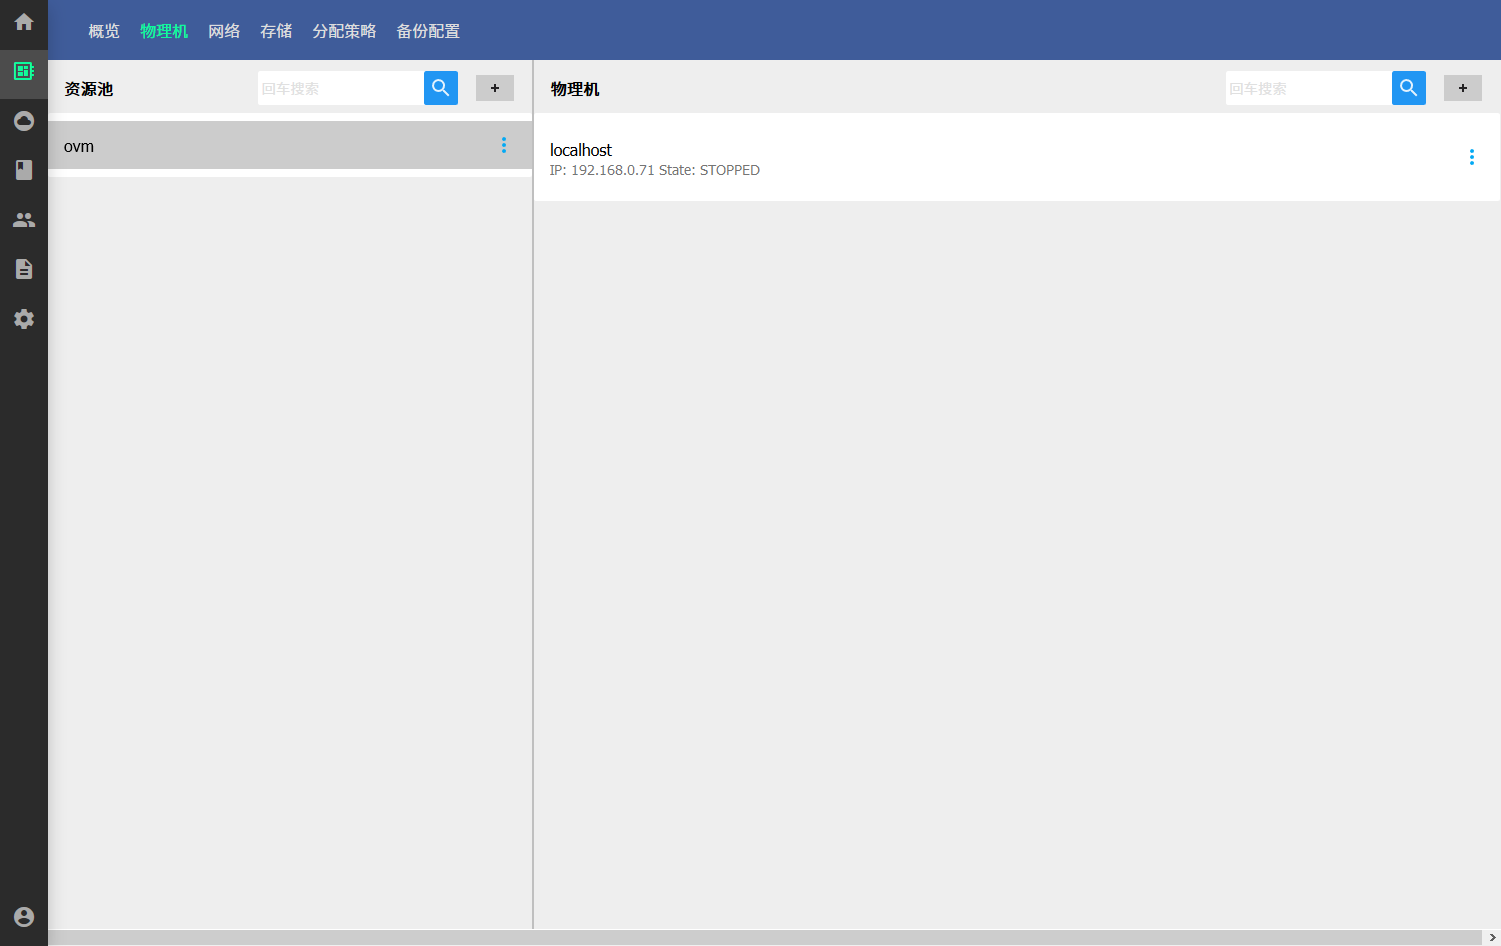 概览 物理机 网络 存储 分配策略 备份配置
资源池 回车搜索 +
物理机 回车搜索 +
ovm
localhost
IP: 192.168.0.71 State: STOPPED